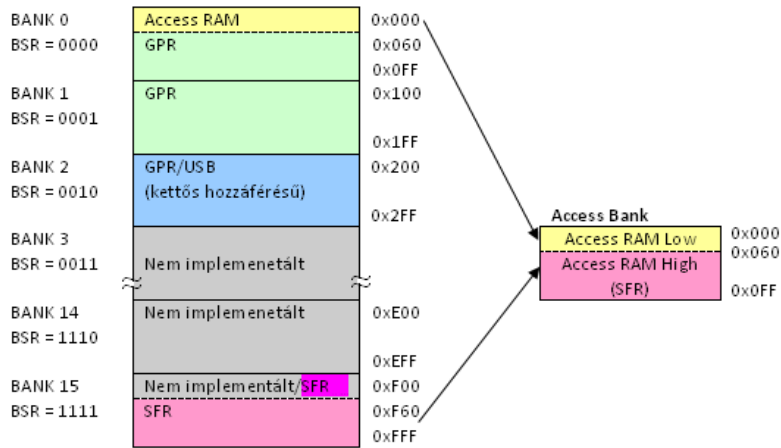 BANK 0
BSR = 0000
Access RAM
GPR
0x000
0x060
0x0FF
BANK 1
BSR = 0001
GPR
0x100
0x1FF
BANK 2
BSR = 0010
GPR/USB
(kettős hozzáférésű)
0x200
0x2FF
BANK 3
BSR = 0011
Nem implemenetált
BANK 14
BSR = 1110
Nem implemenetált
0xE00
0xEFF
BANK 15
BSR = 1111
Nem implementált/SFR
SFR
0xF00
0xF60
0xFFF
Access Bank
Access RAM Low
Access RAM High
(SFR)
0x000
0x060
0x0FF